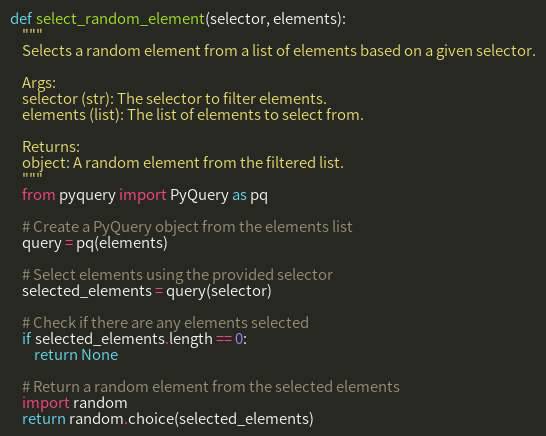 def select_random_element(selector, elements):
    """
    Selects a random element from a list of elements based on a given selector.

    Args:
    selector (str): The selector to filter elements.
    elements (list): The list of elements to select from.

    Returns:
    object: A random element from the filtered list.
    """
    from pyquery import PyQuery as pq

    # Create a PyQuery object from the elements list
    query = pq(elements)

    # Select elements using the provided selector
    selected_elements = query(selector)

    # Check if there are any elements selected
    if selected_elements.length == 0:
        return None

    # Return a random element from the selected elements
    import random
    return random.choice(selected_elements)